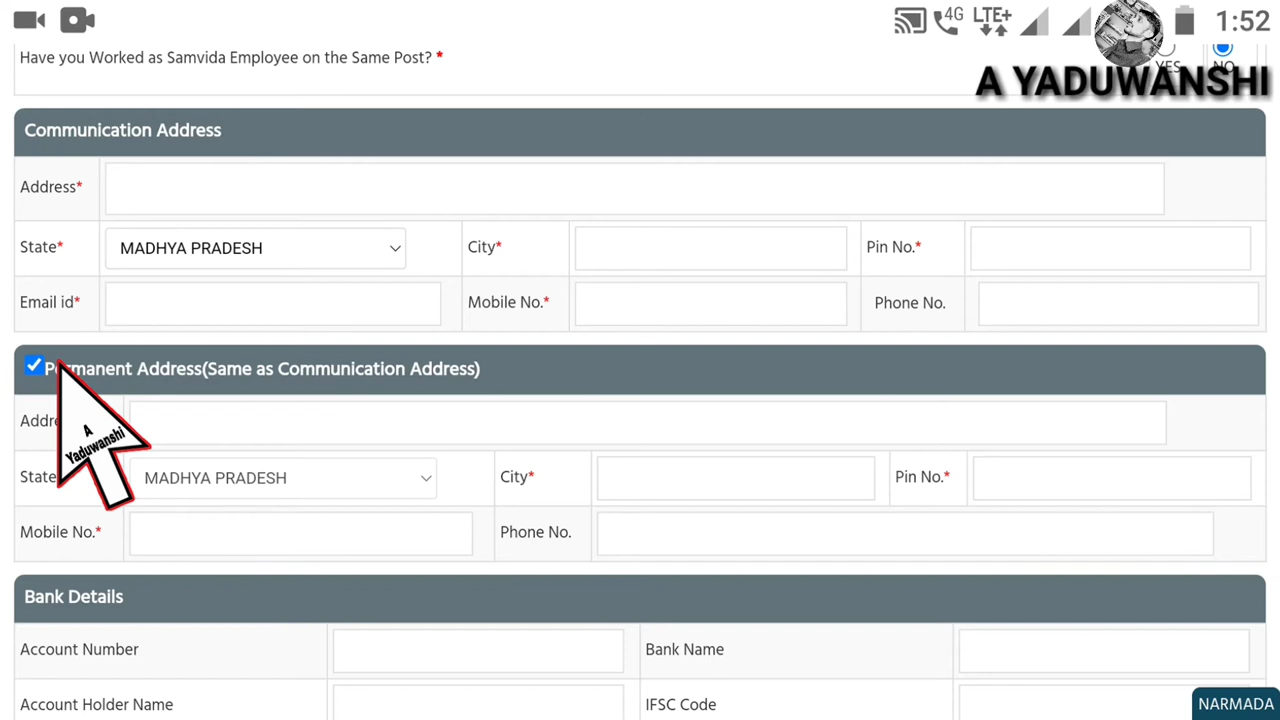 4G LTE+ 1:52
Have you Worked as Samvida Employee on the Same Post? * YES NO
A YADUWANSHI
Communication Address
Address*
State* MADHYA PRADESH City* Pin No.*
Email id* Mobile No.* Phone No.
Permanent Address(Same as Communication Address)
A
Yaduwanshi
State MADHYA PRADESH City* Pin No.*
Mobile No.* Phone No.
Bank Details
Account Number Bank Name
Account Holder Name IFSC Code
NARMADA